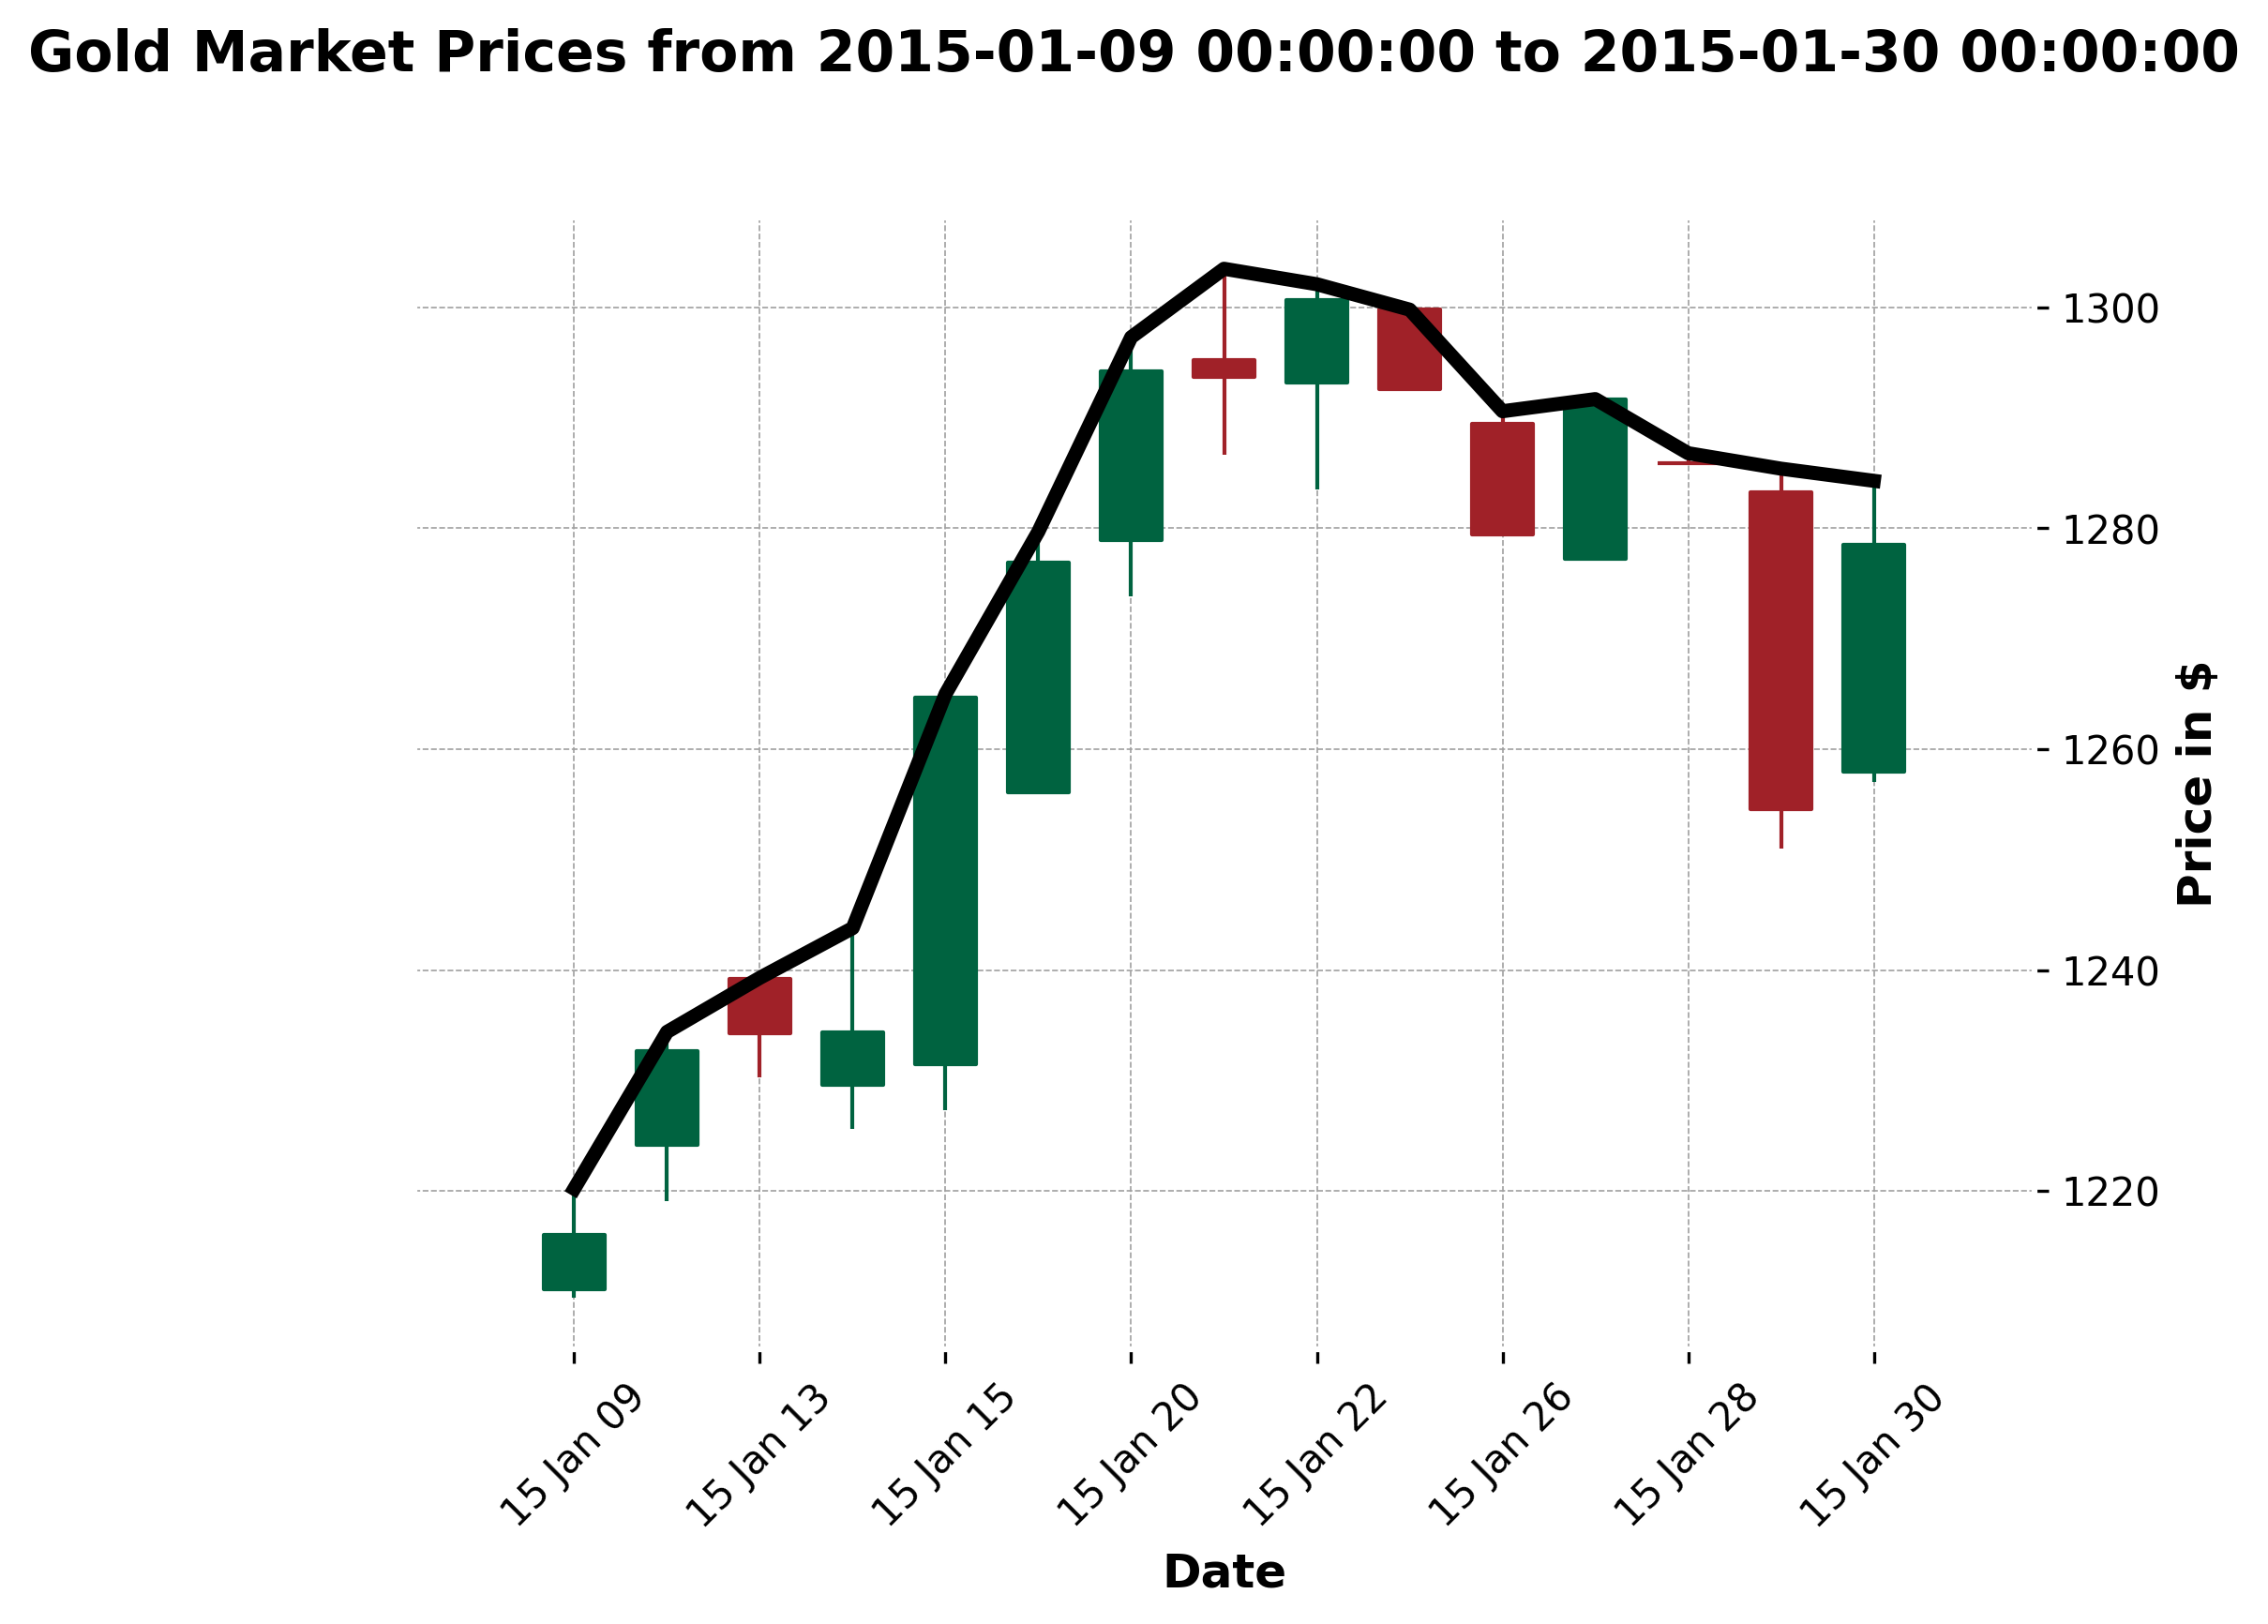 Gold Market Prices from 2015-01-09 00:00:00 to 2015-01-30 00:00:00
1300
1280
1260
1240
1220
Price in $
15 Jan 09
15 Jan 13
15 Jan 15
15 Jan 20
15 Jan 22
15 Jan 26
15 Jan 28
15 Jan 30
Date